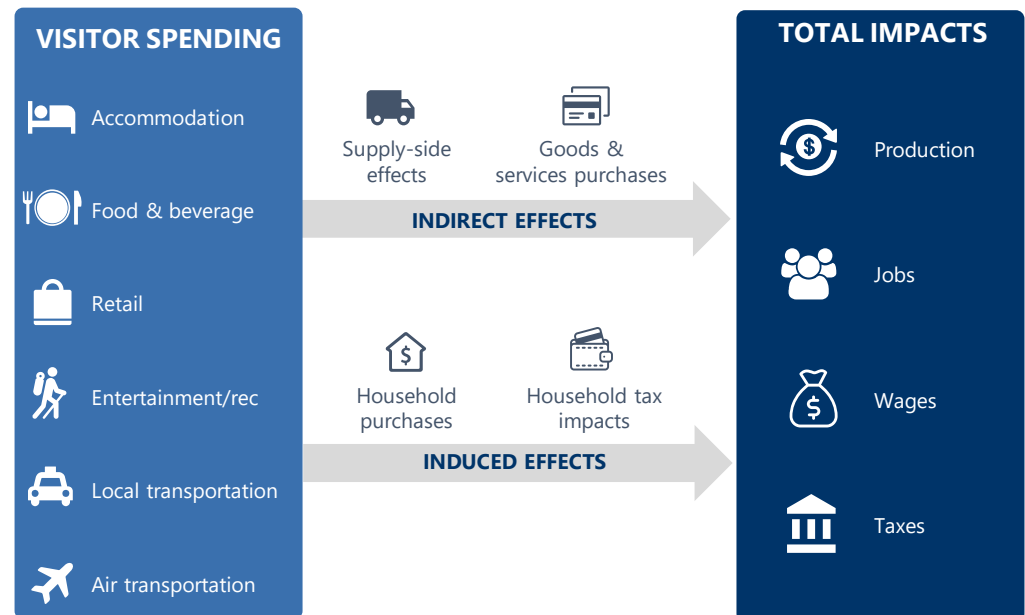 VISITOR SPENDING
Accommodation
Food & beverage
Retail
Entertainment/rec
Local transportation
Air transportation
Supply-side
effects
Goods &
services purchases
INDIRECT EFFECTS
Household
purchases
Household tax
impacts
INDUCED EFFECTS
TOTAL IMPACTS
Production
Jobs
Wages
Taxes